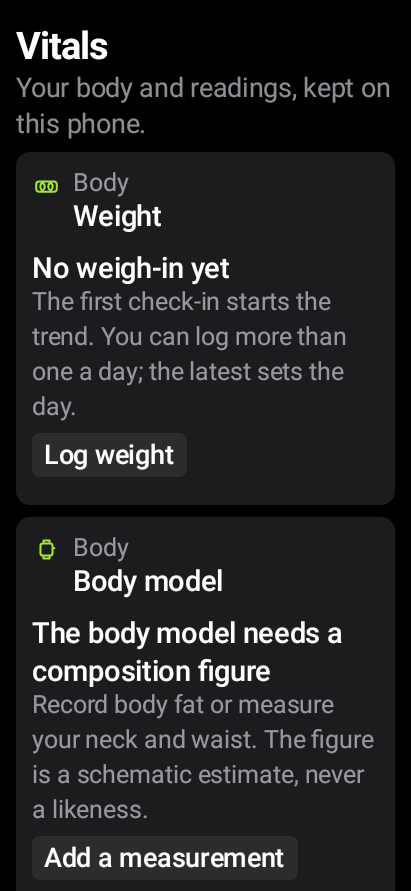 Vitals
Your body and readings, kept on
this phone.
Body
Weight
No weigh-in yet
The first check-in starts the
trend. You can log more than
one a day; the latest sets the
day.
Log weight
Body
Body model
The body model needs a
composition figure
Record body fat or measure
your neck and waist. The figure
is a schematic estimate, never
a likeness.
Add a measurement